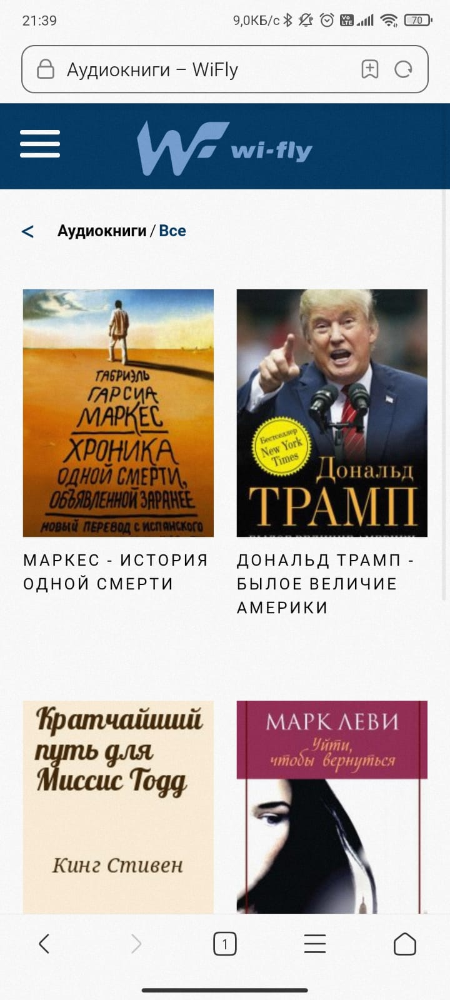 21:39
9,0КБ/с
Vo LTE
70
Аудиокниги – WiFly
wi-fly
< Аудиокниги / Все
ГАБРИЭЛЬ
ГАРСИА
МАРКЕС
ХРОНИКА
ОДНОЙ СМЕРТИ,
ОБЪЯВЛЕННОЙ ЗАРАНЕЕ
НОВЫЙ ПЕРЕВОД С ИСПАНСКОГО
Бестселлер
New York
Times
Дональд
ТРАМП
МАРКЕС - ИСТОРИЯ
ОДНОЙ СМЕРТИ
ДОНАЛЬД ТРАМП -
БЫЛОЕ ВЕЛИЧИЕ
АМЕРИКИ
Кратчайший
путь для
Миссис Тодд
Кинг Стивен
МАРК ЛЕВИ
Уйти,
чтобы вернуться
1